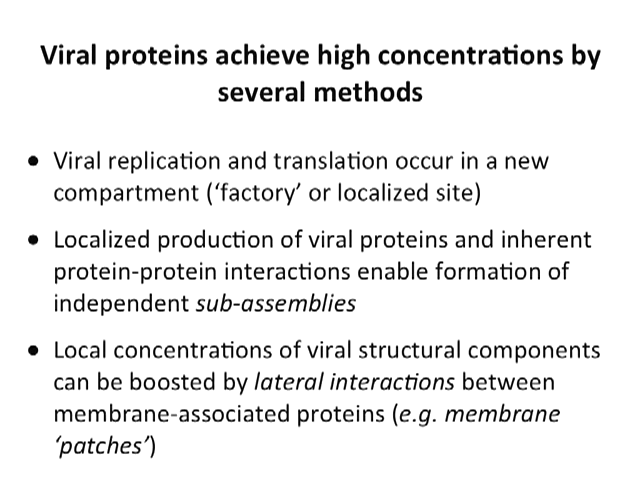 Viral proteins achieve high concentrations by
several methods
• Viral replication and translation occur in a new
compartment (‘factory’ or localized site)
• Localized production of viral proteins and inherent
protein-protein interactions enable formation of
independent sub-assemblies
• Local concentrations of viral structural components
can be boosted by lateral interactions between
membrane-associated proteins (e.g. membrane
‘patches’)